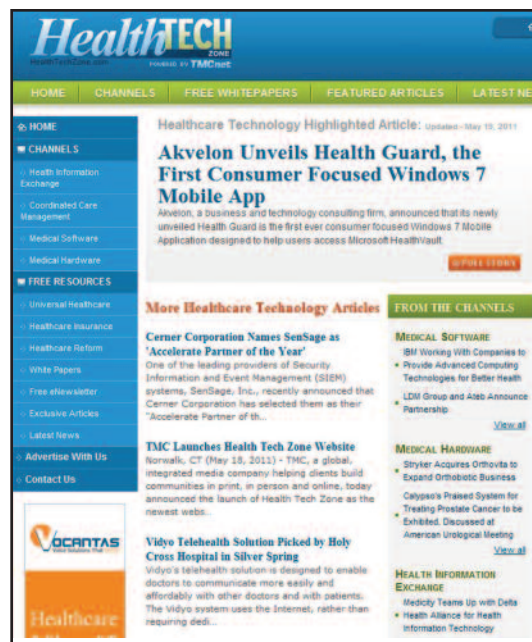 HealthTECH
ZONE
HealthTechZone.com
POWERED BY TMCnet
HOME CHANNELS FREE WHITEPAPERS FEATURED ARTICLES LATEST NE
HOME
CHANNELS
Health Information
Exchange
Coordinated Care
Management
Medical Software
Medical Hardware
FREE RESOURCES
Universal Healthcare
Healthcare Insurance
Healthcare Reform
White Papers
Free eNewsletter
Exclusive Articles
Latest News
Advertise With Us
Contact Us
VOCANTAS
Healthcare
Healthcare Technology Highlighted Article: Updated - May 19, 2011
Akvelon Unveils Health Guard, the
First Consumer Focused Windows 7
Mobile App
Akvelon, a business and technology consulting firm, announced that its newly
unveiled Health Guard is the first ever consumer focused Windows 7 Mobile
Application designed to help users access Microsoft HealthVault.
FULL STORY
More Healthcare Technology Articles
Cerner Corporation Names SenSage as
'Accelerate Partner of the Year'
One of the leading providers of Security
Information and Event Management (SIEM)
systems, SenSage, Inc., recently announced that
Cerner Corporation has selected them as their
"Accelerate Partner of th...
TMC Launches Health Tech Zone Website
Norwalk, CT (May 18, 2011) - TMC, a global,
integrated media company helping clients build
communities in print, in person and online, today
announced the launch of Health Tech Zone as the
newest webs...
Vidyo Telehealth Solution Picked by Holy
Cross Hospital in Silver Spring
Vidyo's telehealth solution is designed to enable
doctors to communicate more easily and
affordably with other doctors and with patients.
The Vidyo system uses the Internet, rather than
requiring dedi...
FROM THE CHANNELS
MEDICAL SOFTWARE
IBM Working With Companies to
Provide Advanced Computing
Technologies for Better Health
LDM Group and Ateb Announce
Partnership
View all
MEDICAL HARDWARE
Stryker Acquires Orthovita to
Expand Orthobiotic Business
Calypso's Praised System for
Treating Prostate Cancer to be
Exhibited, Discussed at
American Urological Meeting
View all
HEALTH INFORMATION
EXCHANGE
Medicity Teams Up with Delta
Health Alliance for Health
Information Technology